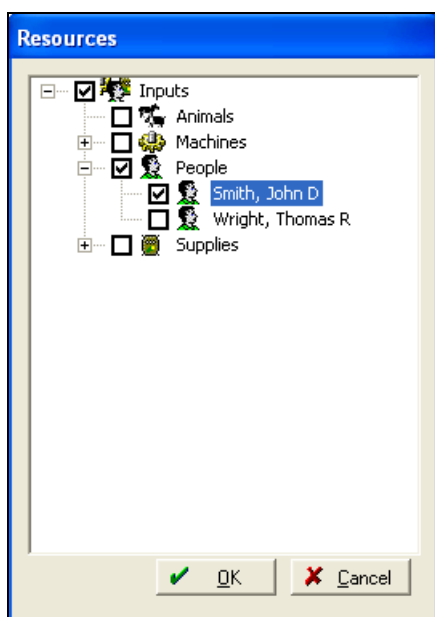 Resources
Inputs
Animals
Machines
People
Smith, John D
Wright, Thomas R
Supplies
OK Cancel